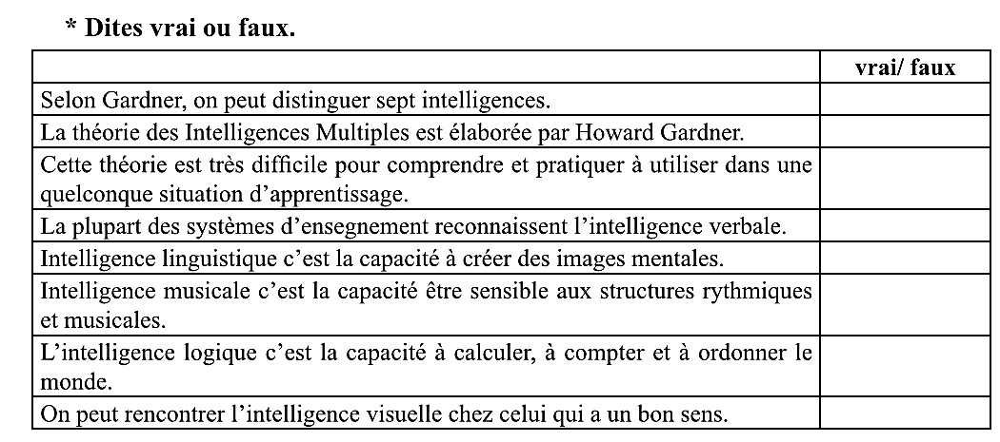 * Dites vrai ou faux.
vrai/ faux
Selon Gardner, on peut distinguer sept intelligences.
La théorie des Intelligences Multiples est élaborée par Howard Gardner.
Cette théorie est très difficile pour comprendre et pratiquer à utiliser dans une
quelconque situation d’apprentissage.
La plupart des systèmes d’ensegnement reconnaissent l’intelligence verbale.
Intelligence linguistique c’est la capacité à créer des images mentales.
Intelligence musicale c’est la capacité être sensible aux structures rythmiques
et musicales.
L’intelligence logique c’est la capacité à calculer, à compter et à ordonner le
monde.
On peut rencontrer l’intelligence visuelle chez celui qui a un bon sens.